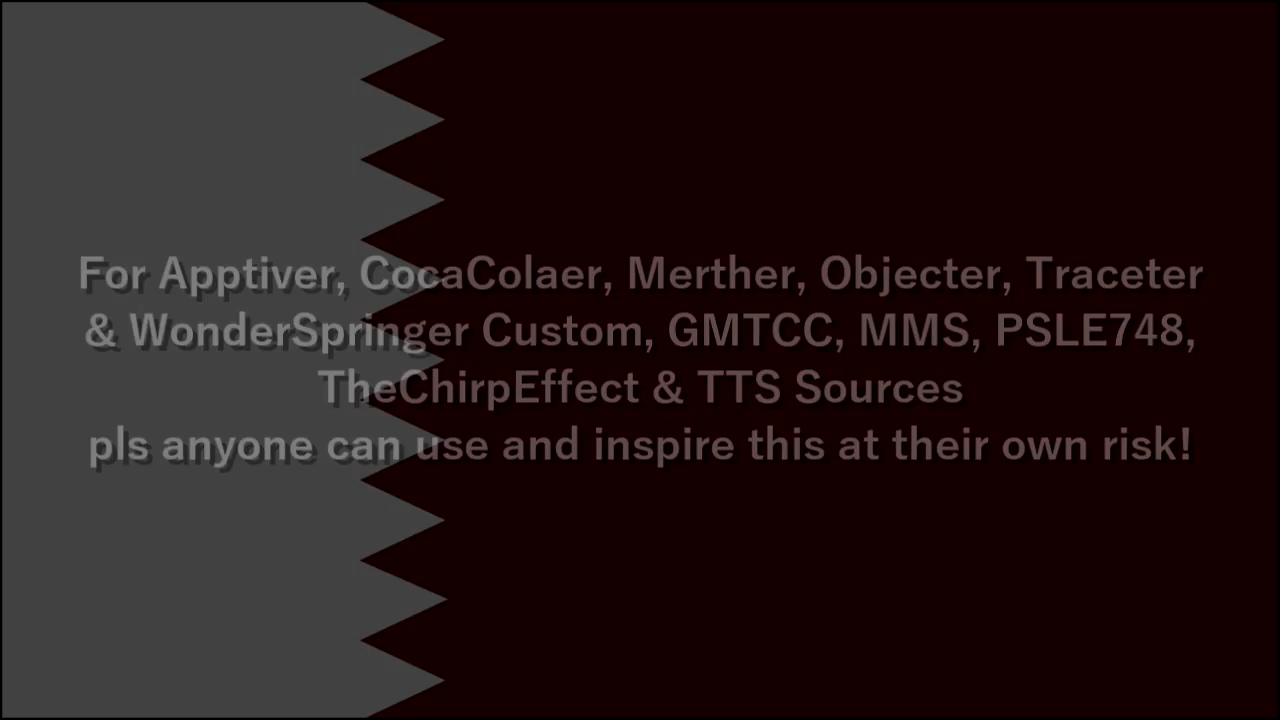 For Apptiver, CocaColaer, Merther, Objecter, Traceter
& WonderSpringer Custom, GMTCC, MMS, PSLE748,
TheChirpEffect & TTS Sources
pls anyone can use and inspire this at their own risk!